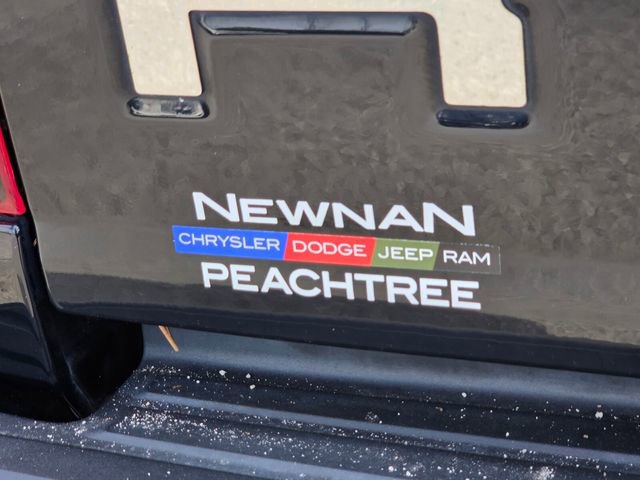 NEWNAN
CHRYSLER DODGE JEEP RAM
PEACHTREE